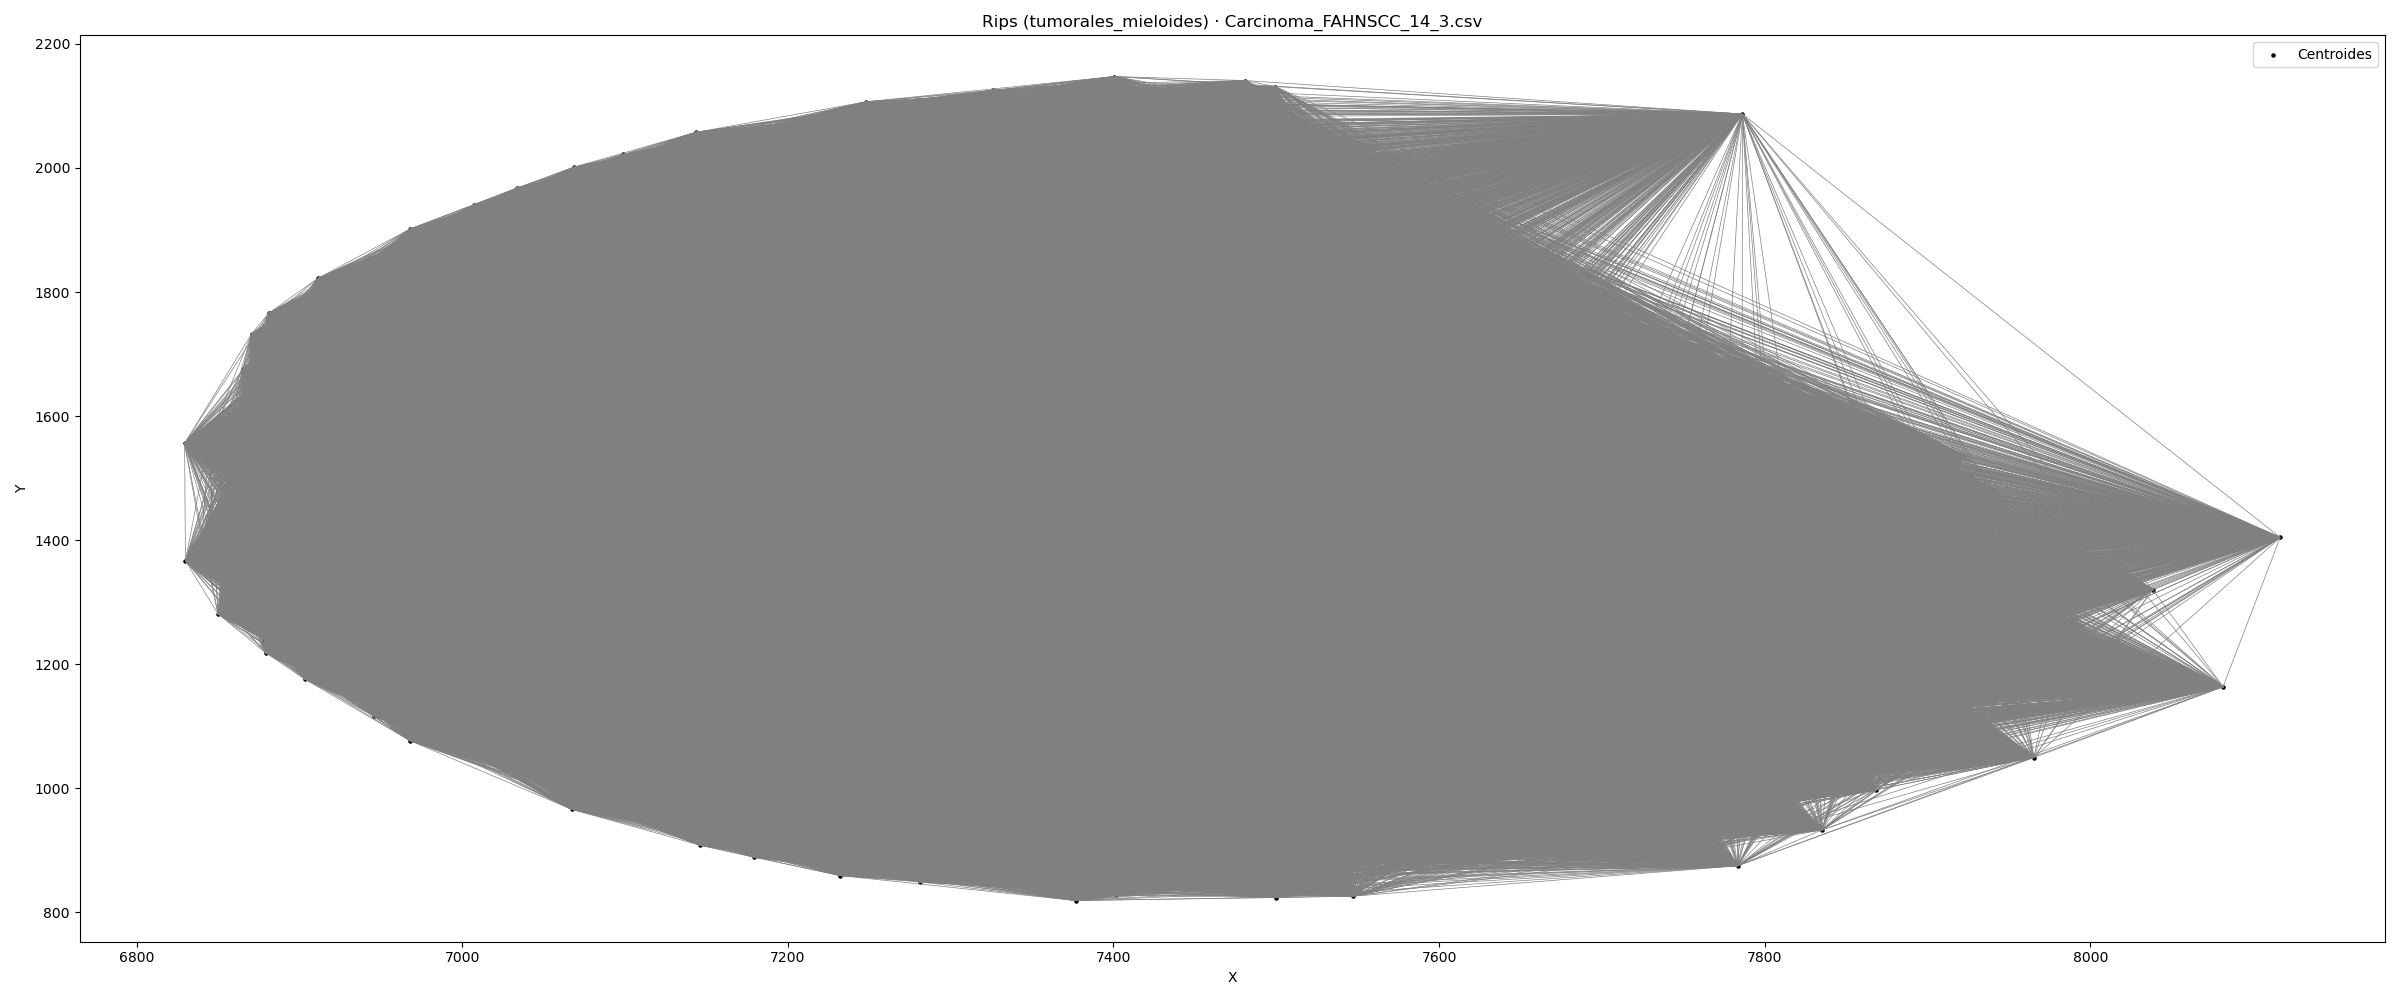 Rips (tumorales_mieloides) · Carcinoma_FAHNSCC_14_3.csv
Centroides
2200
2000
1800
1600
1400
1200
1000
800
Y
6800 7000 7200 7400 7600 7800 8000
X